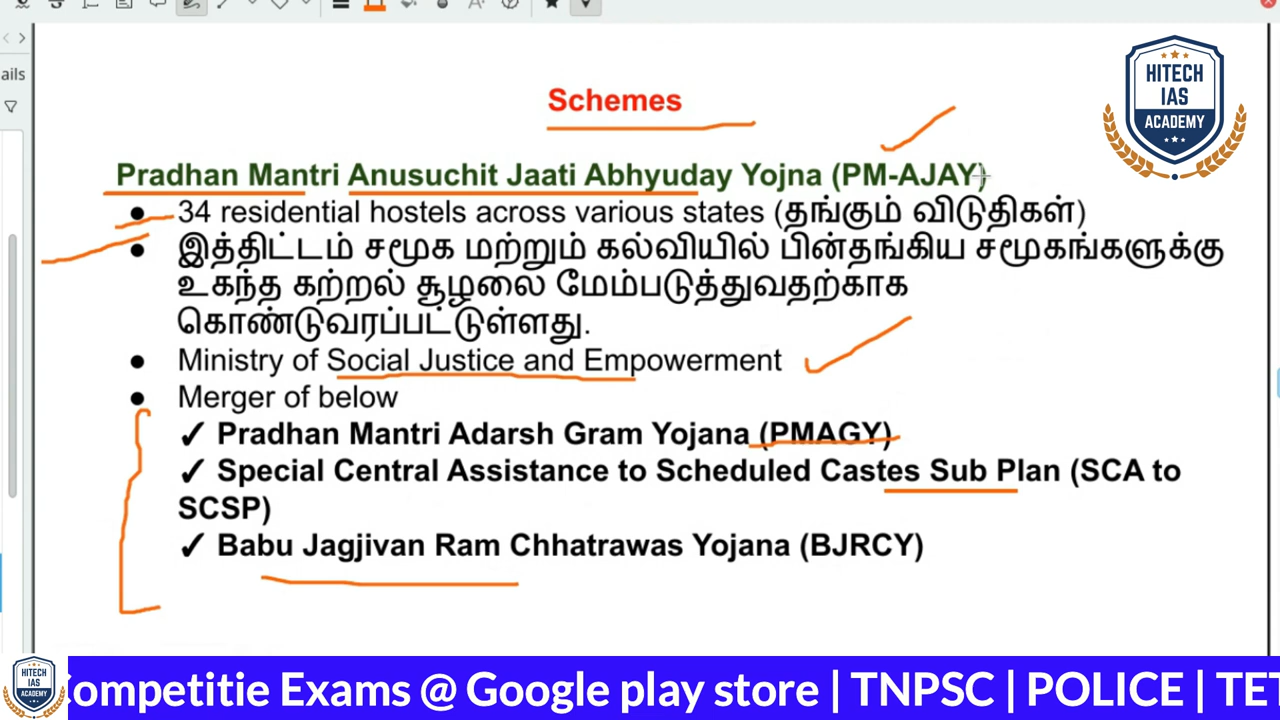 ails
HITECH
IAS
ACADEMY
Schemes
Pradhan Mantri Anusuchit Jaati Abhyuday Yojna (PM-AJAY)
● 34 residential hostels across various states (தங்கும் விடுதிகள்)
● இத்திட்டம் சமூக மற்றும் கல்வியில் பின்தங்கிய சமூகங்களுக்கு
உகந்த கற்றல் சூழலை மேம்படுத்துவதற்காக
கொண்டுவரப்பட்டுள்ளது.
● Ministry of Social Justice and Empowerment
● Merger of below
✓ Pradhan Mantri Adarsh Gram Yojana (PMAGY)
✓ Special Central Assistance to Scheduled Castes Sub Plan (SCA to
SCSP)
✓ Babu Jagjivan Ram Chhatrawas Yojana (BJRCY)
HITECH
IAS
ACADEMY
ompetitie Exams @ Google play store | TNPSC | POLICE | TET